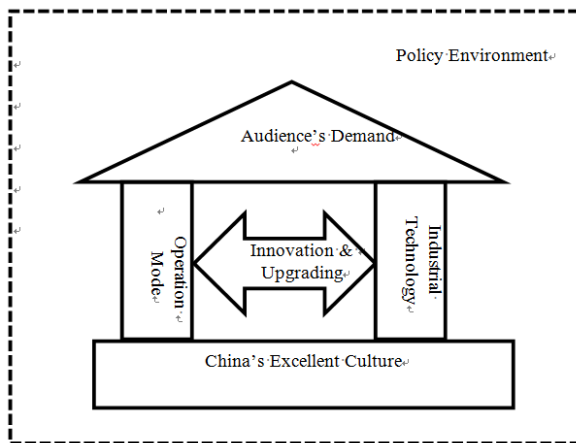 Policy Environment
Audience's Demand
Operation
Mode
Innovation &
Upgrading
Industrial
Technology
China's Excellent Culture